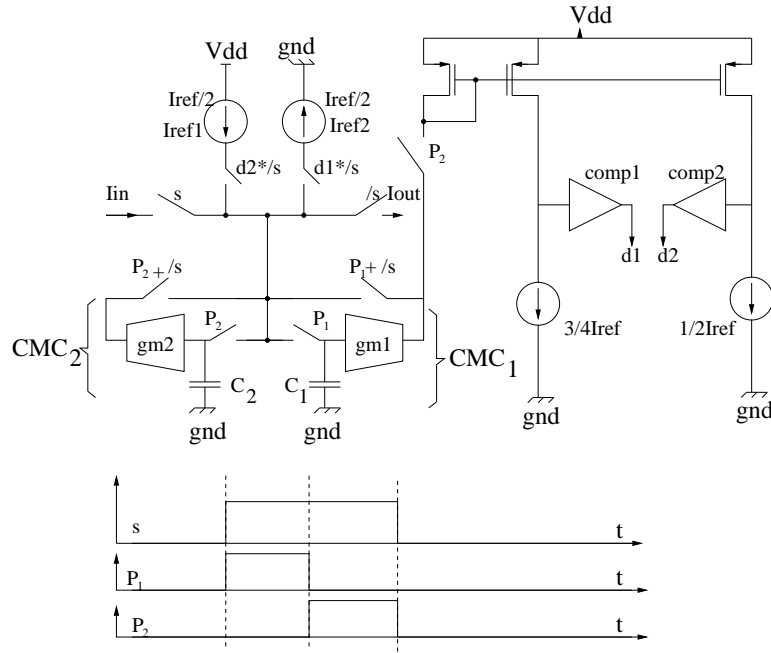 Vdd
gnd
Vdd
Iref/2
Iref1
Iref/2
Iref2
P2
d2*/s
d1*/s
comp1
comp2
Iin
s
/s
Iout
d1
d2
P2+/s
P1+/s
CMC2
gm2
P2
P1
gm1
CMC1
3/4Iref
1/2Iref
C2
C1
gnd
gnd
gnd
gnd
s
t
P1
t
P2
t